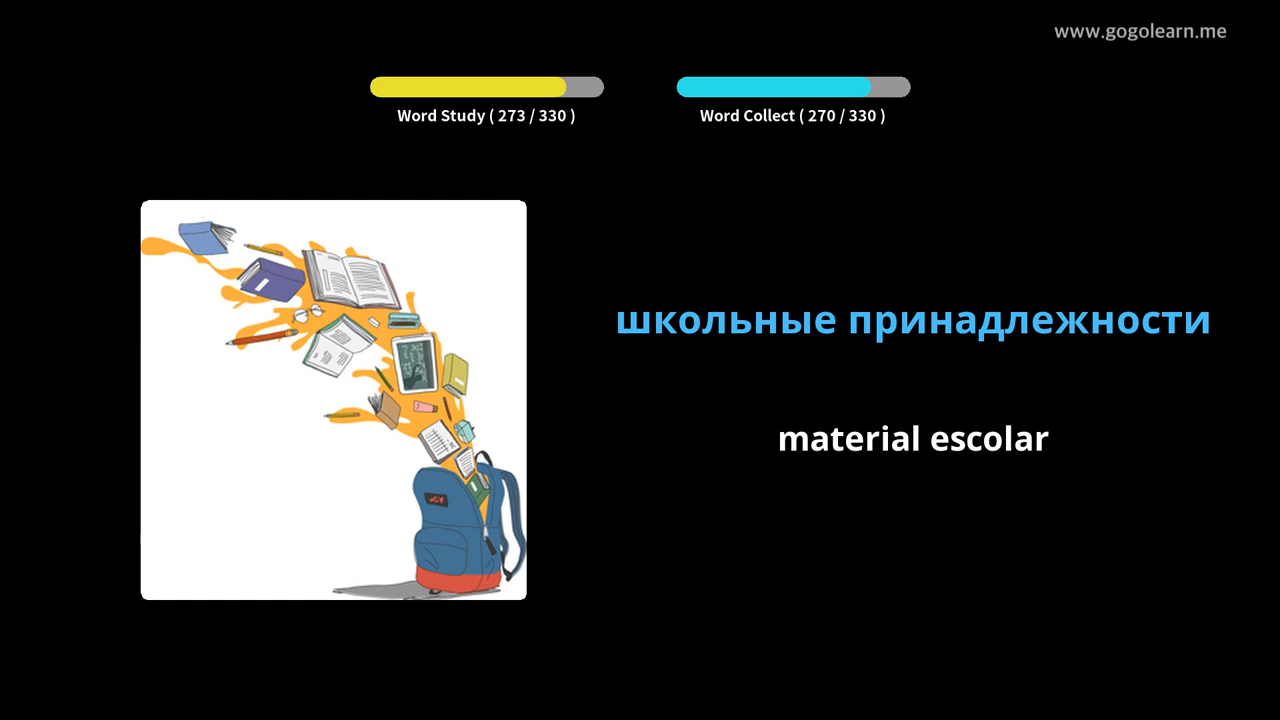 www.gogolearn.me
Word Study ( 273 / 330 )
Word Collect ( 270 / 330 )
школьные принадлежности
material escolar